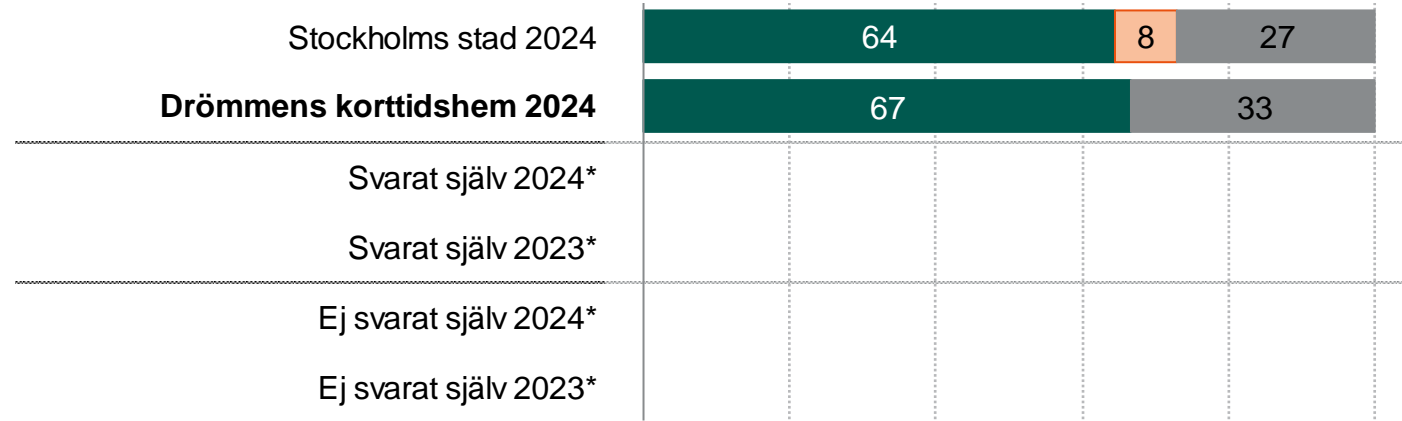 Stockholms stad 2024 64 8 27
Drömmens korttidshem 2024 67 33
Svarat själv 2024*
Svarat själv 2023*
Ej svarat själv 2024*
Ej svarat själv 2023*